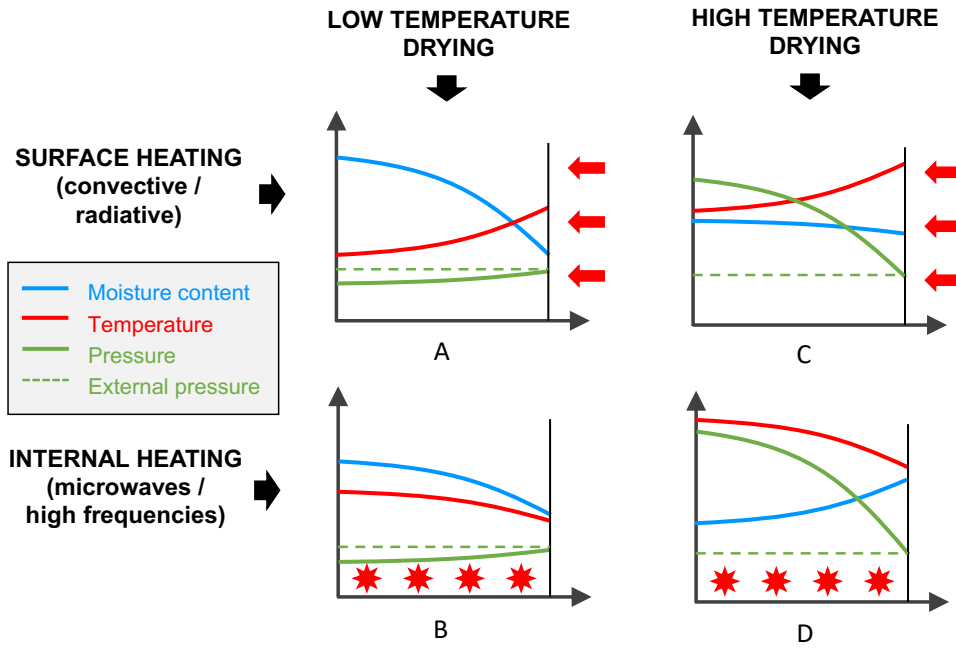 LOW TEMPERATURE
DRYING
HIGH TEMPERATURE
DRYING
SURFACE HEATING
(convective /
radiative)
Moisture content
Temperature
Pressure
External pressure
A
C
INTERNAL HEATING
(microwaves /
high frequencies)
B
D